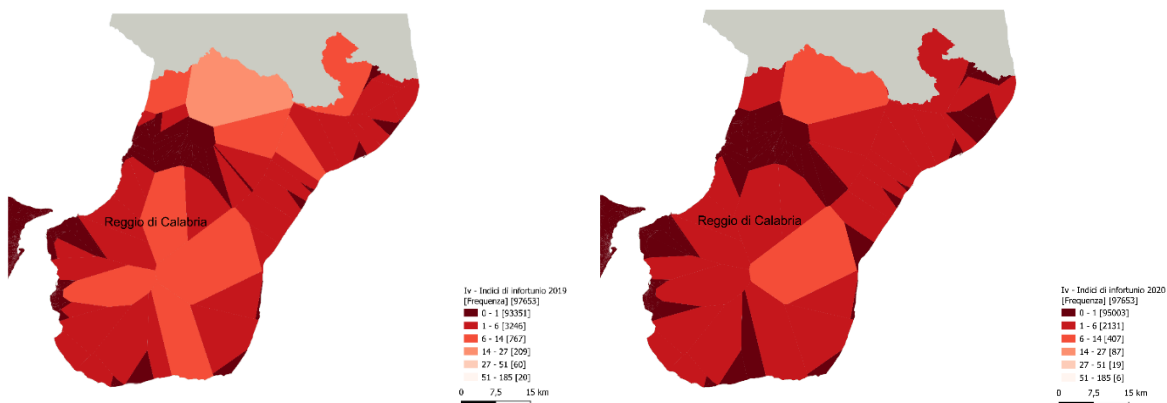 Reggio di Calabria
Iv - Indici di infortunio 2019
[Frequenza] [97653]
0 - 1 [93351]
1 - 6 [3246]
6 - 14 [767]
14 - 27 [209]
27 - 51 [60]
51 - 185 [20]
0 7,5 15 km
Reggio di Calabria
Iv - Indici di infortunio 2020
[Frequenza] [97653]
0 - 1 [95003]
1 - 6 [2131]
6 - 14 [407]
14 - 27 [87]
27 - 51 [19]
51 - 185 [6]
0 7,5 15 km